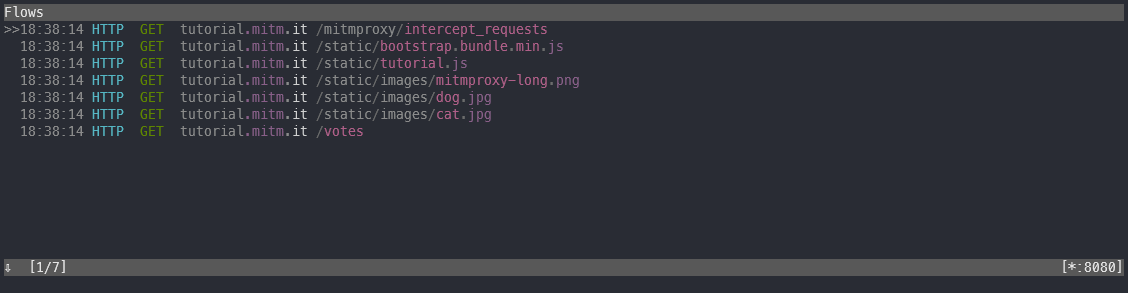 Flows
>>18:38:14 HTTP GET tutorial.mitm.it /mitmproxy/intercept_requests
18:38:14 HTTP GET tutorial.mitm.it /static/bootstrap.bundle.min.js
18:38:14 HTTP GET tutorial.mitm.it /static/tutorial.js
18:38:14 HTTP GET tutorial.mitm.it /static/images/mitmproxy-long.png
18:38:14 HTTP GET tutorial.mitm.it /static/images/dog.jpg
18:38:14 HTTP GET tutorial.mitm.it /static/images/cat.jpg
18:38:14 HTTP GET tutorial.mitm.it /votes
⇩ [1/7] [*:8080]